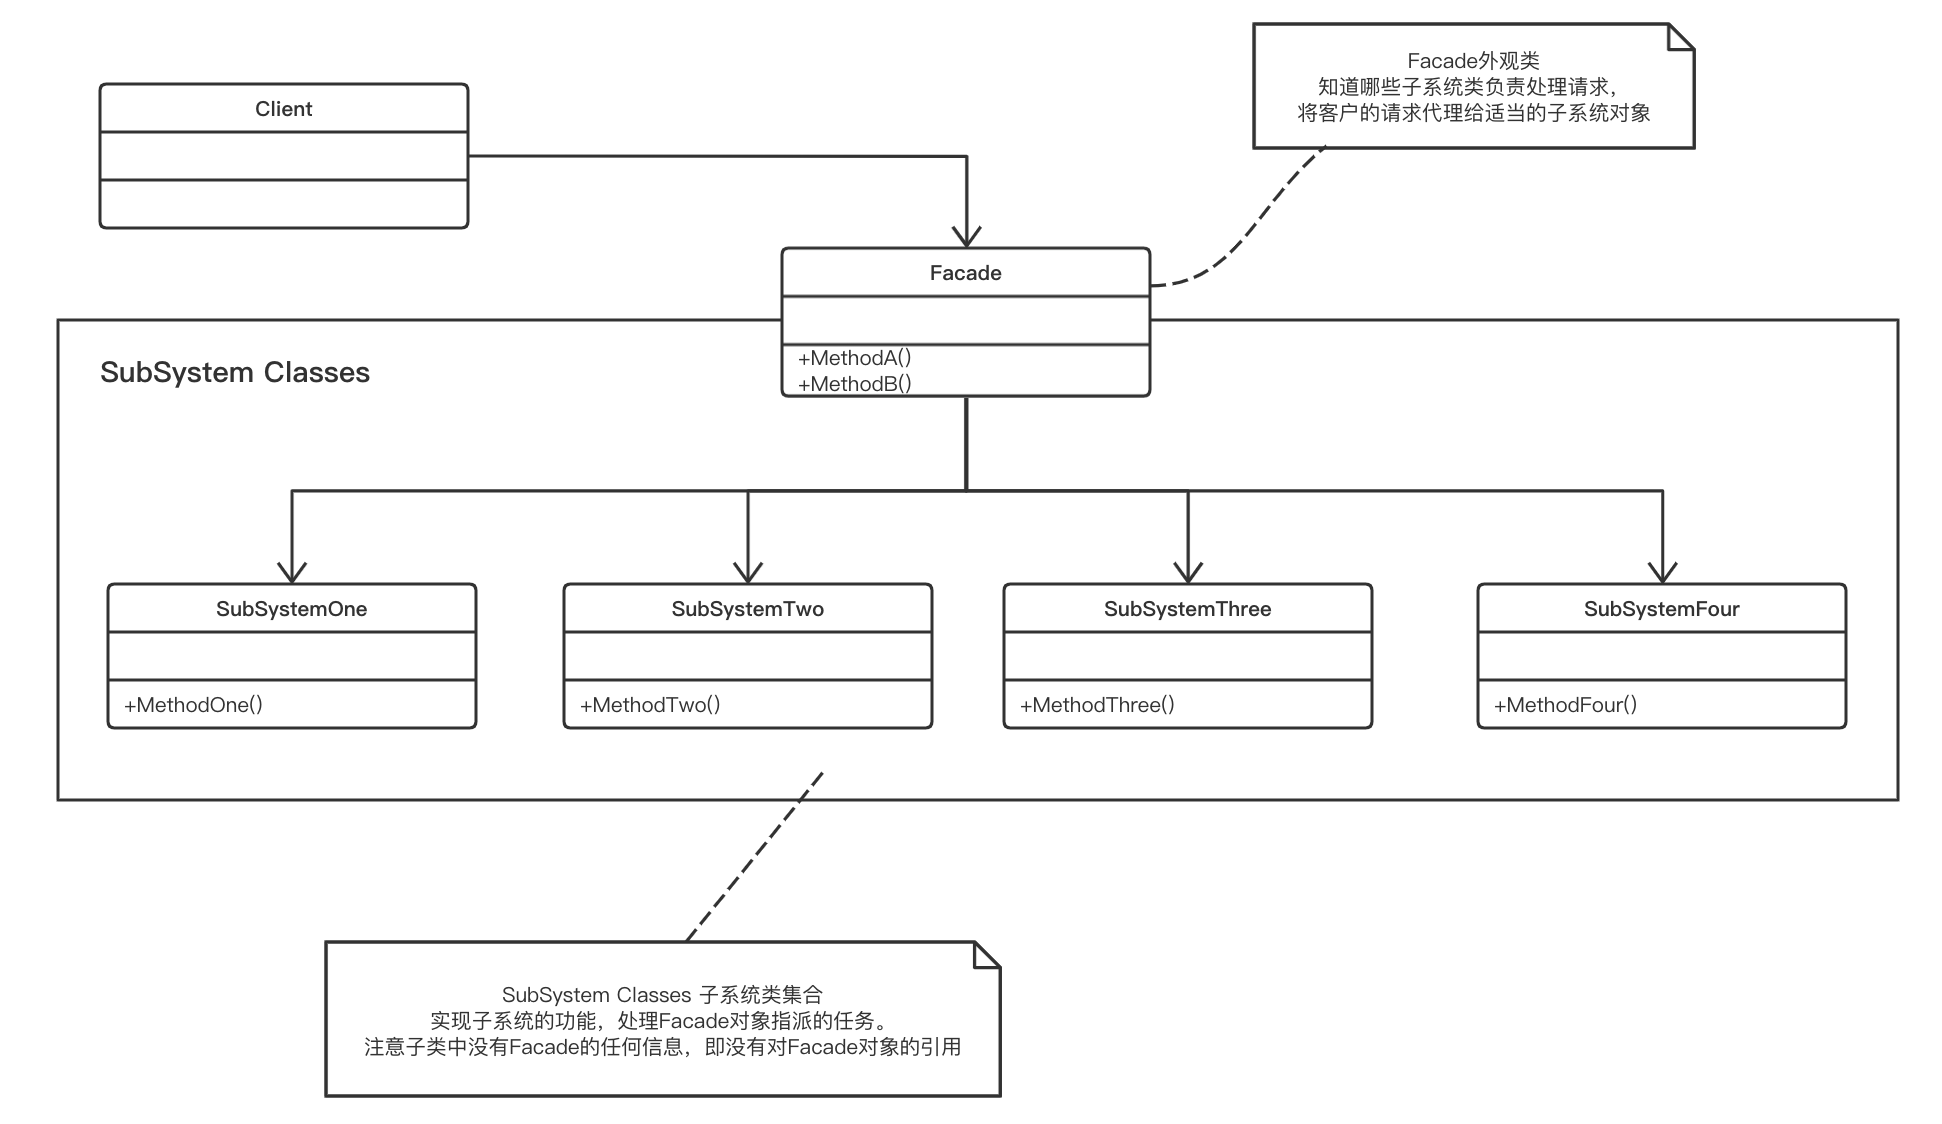 Facade外观类
知道哪些子系统类负责处理请求，
将客户的请求代理给适当的子系统对象
Client
Facade
+MethodA()
+MethodB()
SubSystem Classes
SubSystemOne
+MethodOne()
SubSystemTwo
+MethodTwo()
SubSystemThree
+MethodThree()
SubSystemFour
+MethodFour()
SubSystem Classes 子系统类集合
实现子系统的功能，处理Facade对象指派的任务。
注意子类中没有Facade的任何信息，即没有对Facade对象的引用